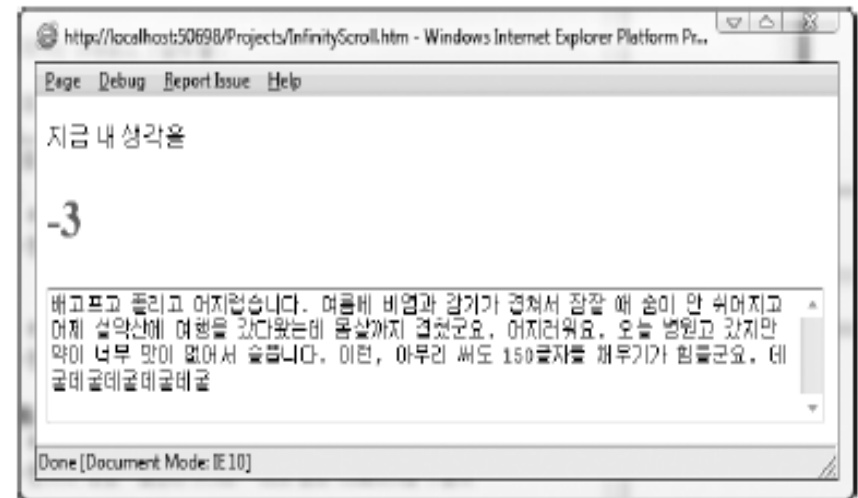 http://localhost:50698/Projects/InfinityScroll.htm - Windows Internet Explorer Platform Pr...
Page Debug Report Issue Help
지금 내 생각을
-3
배고프고 졸리고 어지럽습니다. 여름에 비염과 감기가 겹쳐서 잠잘 때 숨이 안 쉬어지고
어제 설악산에 여행을 갔다왔는데 몸살까지 겹쳤군요. 어지러워요. 오늘 병원고 갔지만
약이 너무 맛이 없어서 슬픕니다. 이런, 아무리 써도 150글자를 채우기가 힘들군요. 데
굴데굴데굴데굴데굴
Done [Document Mode: IE10]